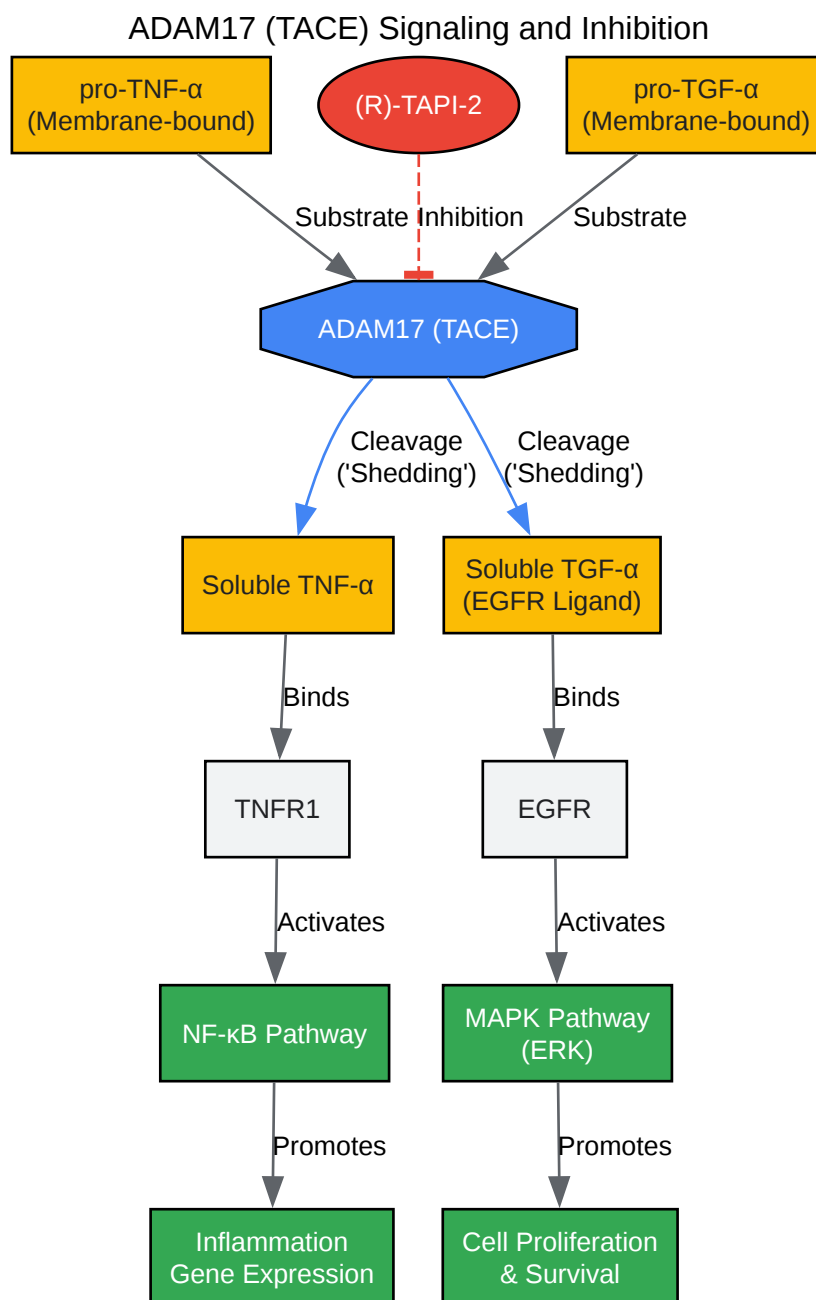 ADAM17 (TACE) Signaling and Inhibition
pro-TNF-α
(Membrane-bound)
(R)-TAPI-2
pro-TGF-α
(Membrane-bound)
Substrate
Inhibition
Substrate
ADAM17 (TACE)
Cleavage
('Shedding')
Cleavage
('Shedding')
Soluble TNF-α
Soluble TGF-α
(EGFR Ligand)
Binds
Binds
TNFR1
EGFR
Activates
Activates
NF-κB Pathway
MAPK Pathway
(ERK)
Promotes
Promotes
Inflammation
Gene Expression
Cell Proliferation
& Survival